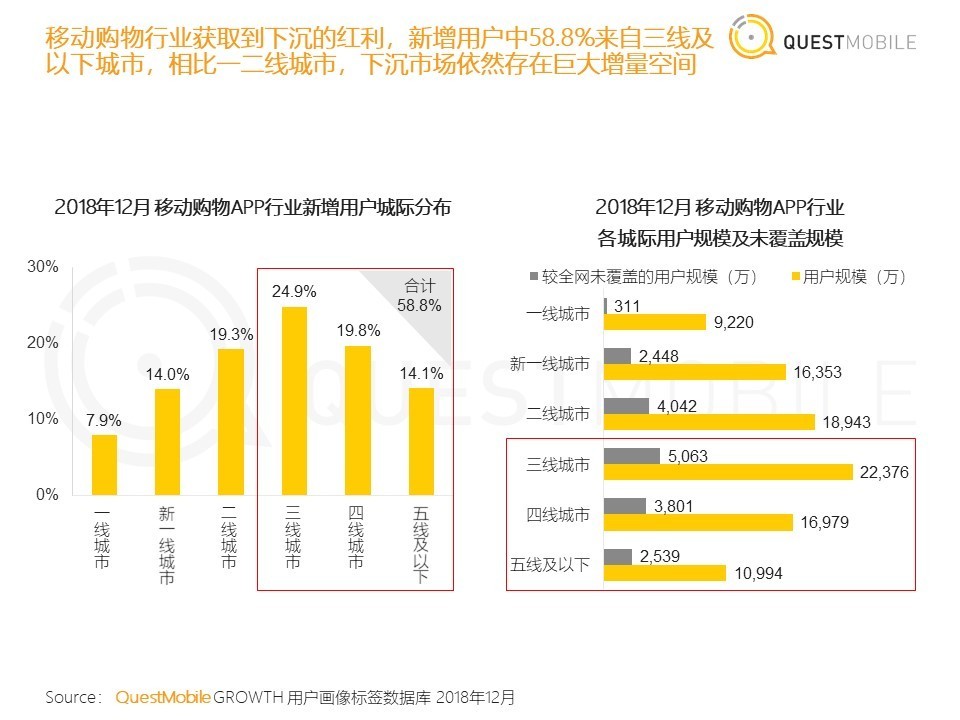 移动购物行业获取到下沉的红利，新增用户中58.8%来自三线及
以下城市，相比一二线城市，下沉市场依然存在巨大增量空间
QUESTMOBILE
2018年12月 移动购物APP行业新增用户城际分布
30%
20%
10%
0%
7.9%
14.0%
19.3%
24.9%
19.8%
14.1%
合计
58.8%
一线城市
新一线城市
二线城市
三线城市
四线城市
五线及以下
2018年12月 移动购物APP行业
各城际用户规模及未覆盖规模
较全网未覆盖的用户规模（万） 用户规模（万）
一线城市 311
9,220
新一线城市 2,448
16,353
二线城市 4,042
18,943
三线城市 5,063
22,376
四线城市 3,801
16,979
五线及以下 2,539
10,994
QUESTMOBILE
Source： QuestMobile GROWTH 用户画像标签数据库 2018年12月